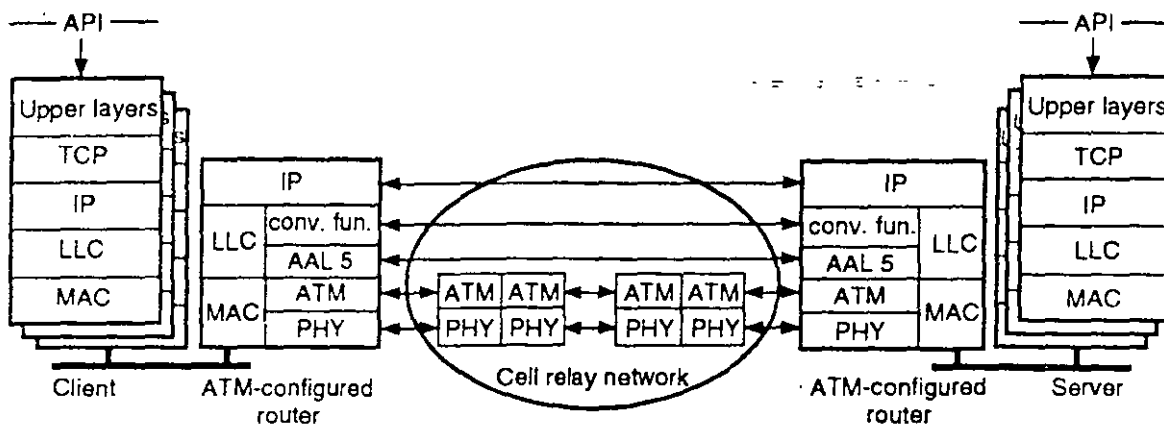 API
Upper layers
TCP
IP
LLC
MAC
Client
IP
LLC
conv. fun.
AAL 5
MAC
ATM
PHY
ATM-configured
router
ATM ATM
PHY PHY
ATM ATM
PHY PHY
Cell relay network
IP
conv. fun.
LLC
AAL 5
ATM
MAC
PHY
ATM-configured
router
API
Upper layers
TCP
IP
LLC
MAC
Server